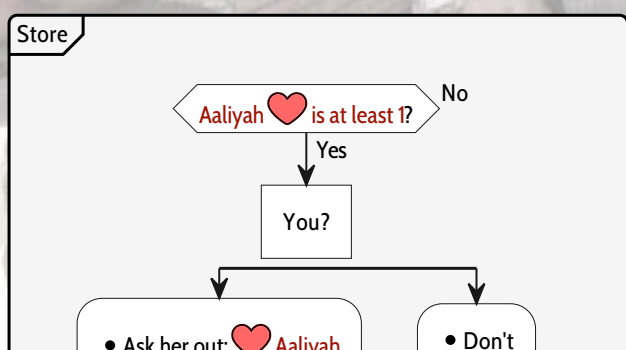 Store
No
Aaliyah is at least 1?
Yes
You?
Ask her out: Aaliyah
Don't